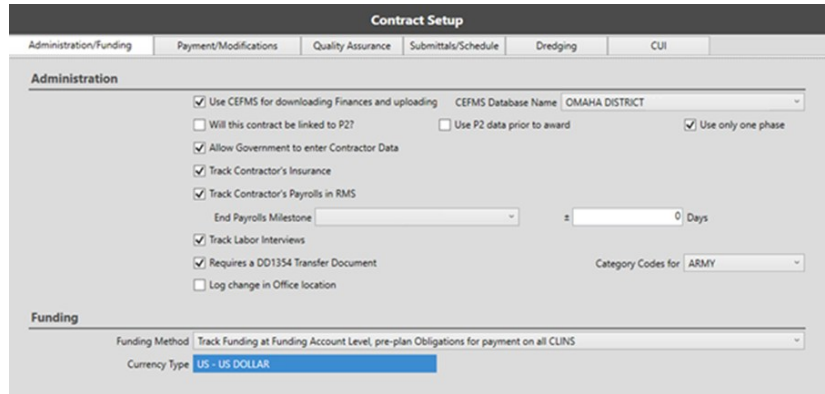 Contract Setup
Administration/Funding Payment/Modifications Quality Assurance Submittals/Schedule Dredging CUI
Administration
Use CEFMS for downloading Finances and uploading CEFMS Database Name OMAHA DISTRICT
Will this contract be linked to P2? Use P2 data prior to award Use only one phase
Allow Government to enter Contractor Data
Track Contractor's Insurance
Track Contractor's Payrolls in RMS
End Payrolls Milestone ± 0 Days
Track Labor Interviews
Requires a DD1354 Transfer Document Category Codes for ARMY
Log change in Office location
Funding
Funding Method Track Funding at Funding Account Level, pre-plan Obligations for payment on all CLINS
Currency Type US - US DOLLAR